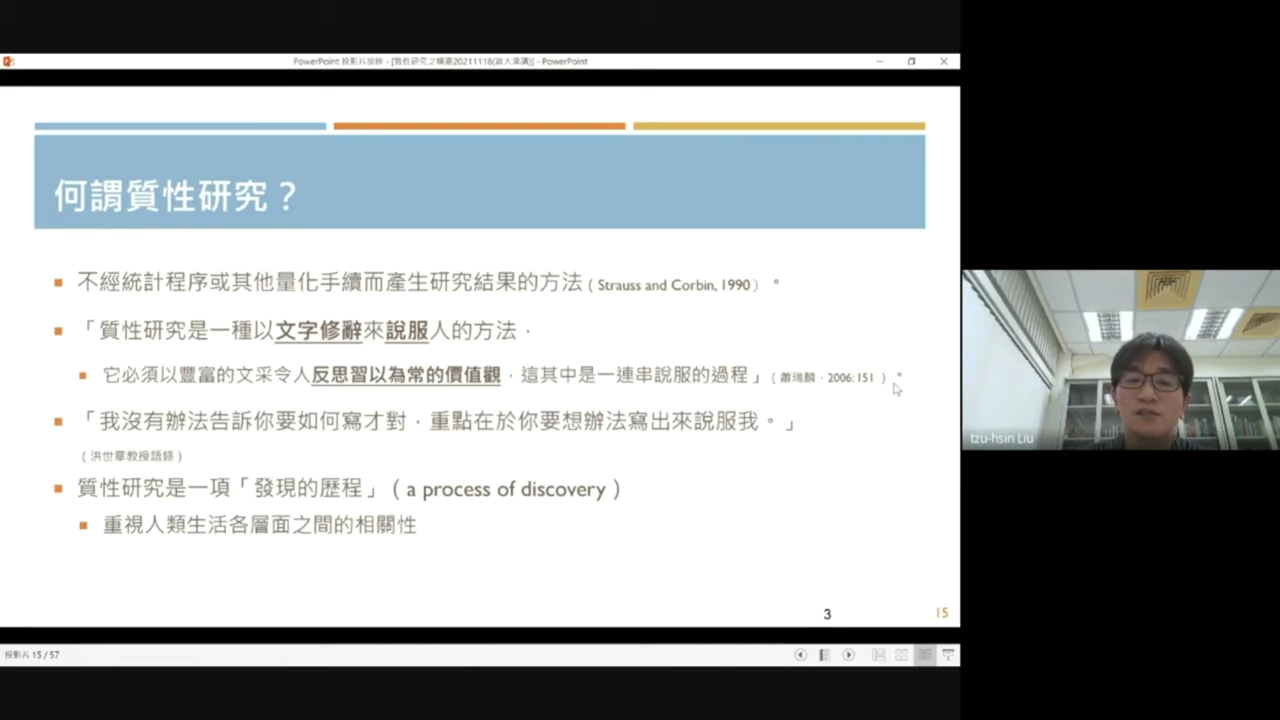 PowerPoint 投影片放映 - [質性研究之精要20211118(寘大演講)] - PowerPoint
何謂質性研究？
不經統計程序或其他量化手續而產生研究結果的方法（Strauss and Corbin, 1990）。
「質性研究是一種以文字修辭來說服人的方法，
它必須以豐富的文采令人反思習以為常的價值觀，這其中是一連串說服的過程」（蕭瑞麟，2006: 151 ）。
「我沒有辦法告訴你要如何寫才對，重點在於你要想辦法寫出來說服我。」
（洪世章教授語錄）
質性研究是一項「發現的歷程」（a process of discovery）
重視人類生活各層面之間的相關性
3
15
投影片 15 / 57
tzu-hsin Liu